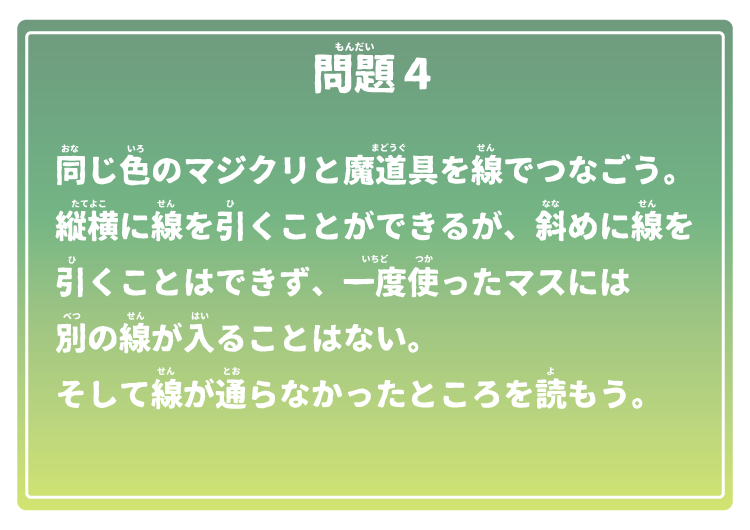 問題4
同じ色のマジクリと魔道具を線でつなごう。
縦横に線を引くことができるが、斜めに線を
引くことはできず、一度使ったマスには
別の線が入ることはない。
そして線が通らなかったところを読もう。